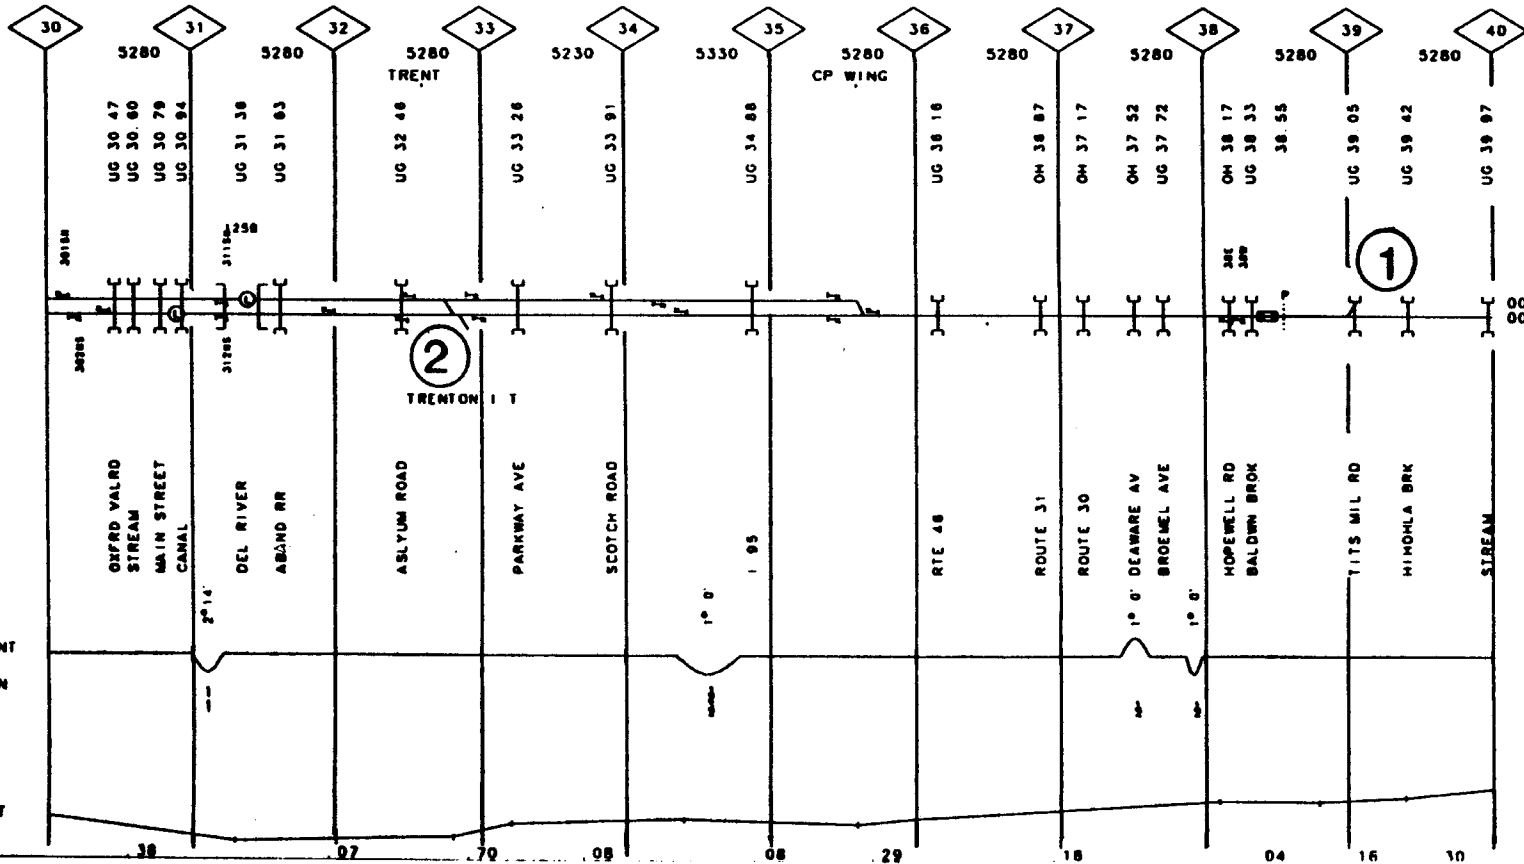 30 31 32 33 34 35 36 37 38 39 40
5280 5280 5280 5230 5330 5280 5280 5280 5280 5280
TRENT CP WING
UG 30 47
UG 30.60
UG 30 79
UG 30 94
UG 31 38
UG 31 63
UG 32 46
UG 33 26
UG 33 91
UG 34 88
UG 36 16
OH 36 87
OH 37 17
OH 37 52
UG 37 72
OH 38 17
UG 38 33
38.55
UG 39 05
UG 39 42
UG 39 97
1
2
TRENTON I T
OXFRD VALRD
STREAM
MAIN STREET
CANAL
DEL RIVER
ABAND RR
ASLYUM ROAD
PARKWAY AVE
SCOTCH ROAD
I 95
RTE 46
ROUTE 31
ROUTE 30
DEAWARE AV
BROEMEL AVE
HOPEWELL RD
BALDWN BROK
TITS MIL RD
HIHOHLA BRK
STREAM
2° 14'
1° 0'
1° 0'
1° 0'
NT
N
T
.38 .07 .70 .08 .08 .29 .18 .04 .16 .30